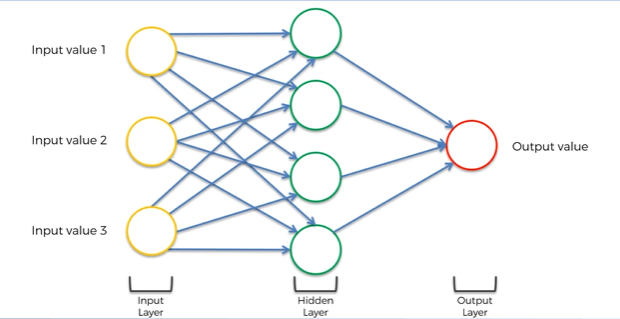 Input value 1
Input value 2
Output value
Input value 3
Input
Layer
Hidden
Layer
Output
Layer